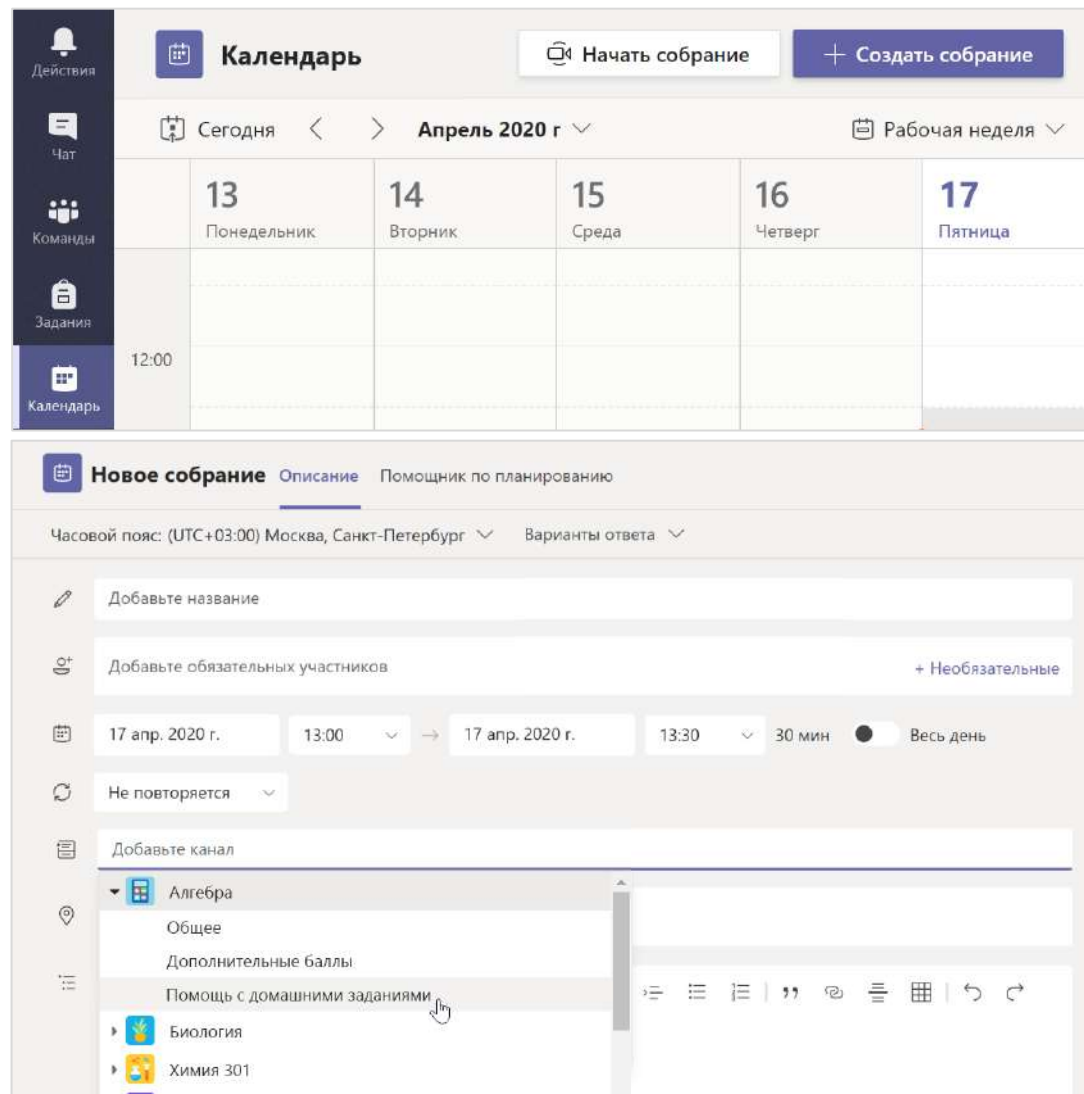 Действия
Календарь
Начать собрание
+ Создать собрание
Чат
Сегодня
Апрель 2020 г
Рабочая неделя
Команды
13
Понедельник
14
Вторник
15
Среда
16
Четверг
17
Пятница
Задания
12:00
Календарь
Новое собрание Описание Помощник по планированию
Часовой пояс: (UTC+03:00) Москва, Санкт-Петербург Варианты ответа
Добавьте название
Добавьте обязательных участников + Необязательные
17 апр. 2020 г. 13:00 → 17 апр. 2020 г. 13:30 30 мин Весь день
Не повторяется
Добавьте канал
Алгебра
Общее
Дополнительные баллы
Помощь с домашними заданиями
Биология
Химия 301